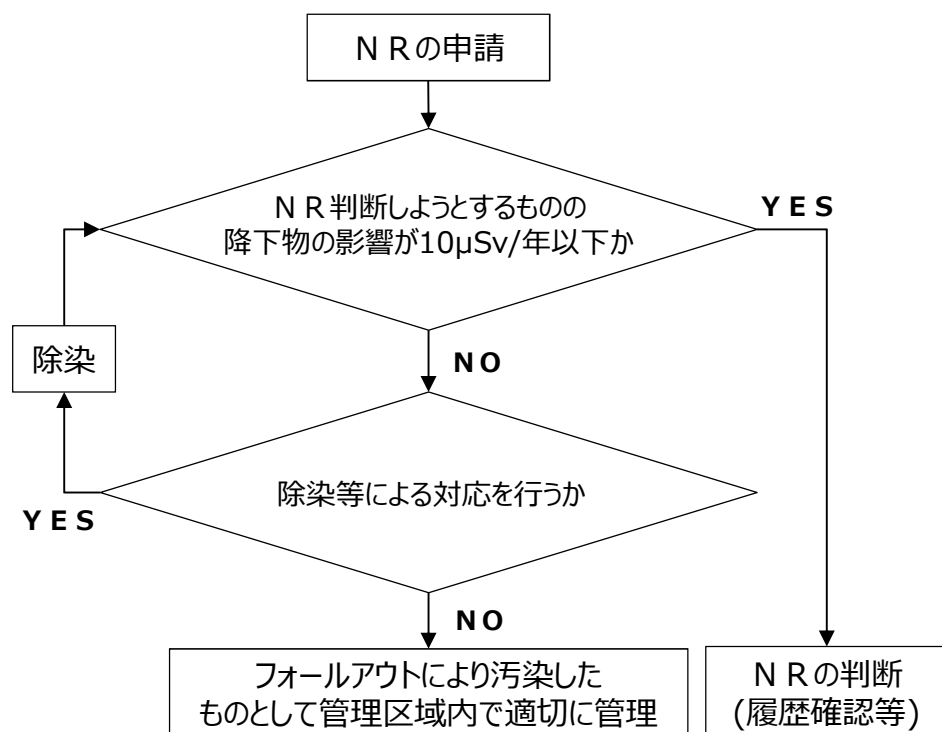 ＮＲの申請
ＮＲ判断しようとするものの
降下物の影響が10μSv/年以下か
ＹＥＳ
除染
ＮＯ
除染等による対応を行うか
ＹＥＳ
ＮＯ
フォールアウトにより汚染した
ものとして管理区域内で適切に管理
ＮＲの判断
(履歴確認等)